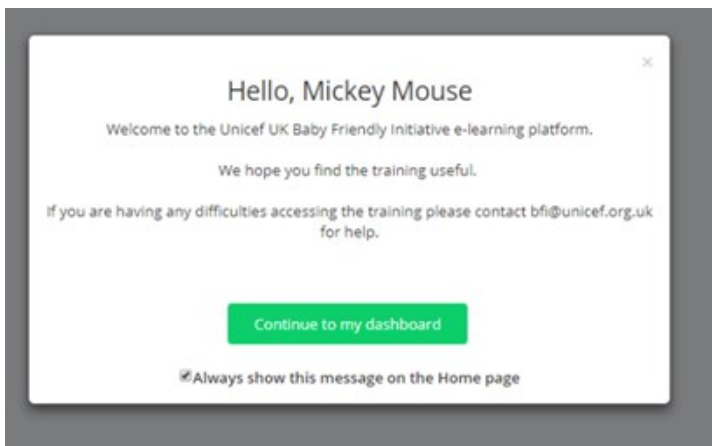 Hello, Mickey Mouse
Welcome to the Unicef UK Baby Friendly Initiative e-learning platform.
We hope you find the training useful.
If you are having any difficulties accessing the training please contact bfi@unicef.org.uk
for help.
Continue to my dashboard
Always show this message on the Home page